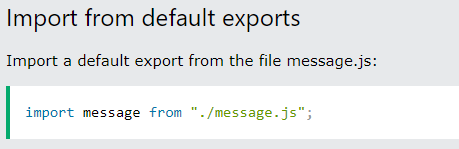 Import from default exports
Import a default export from the file message.js:
import message from "./message.js";